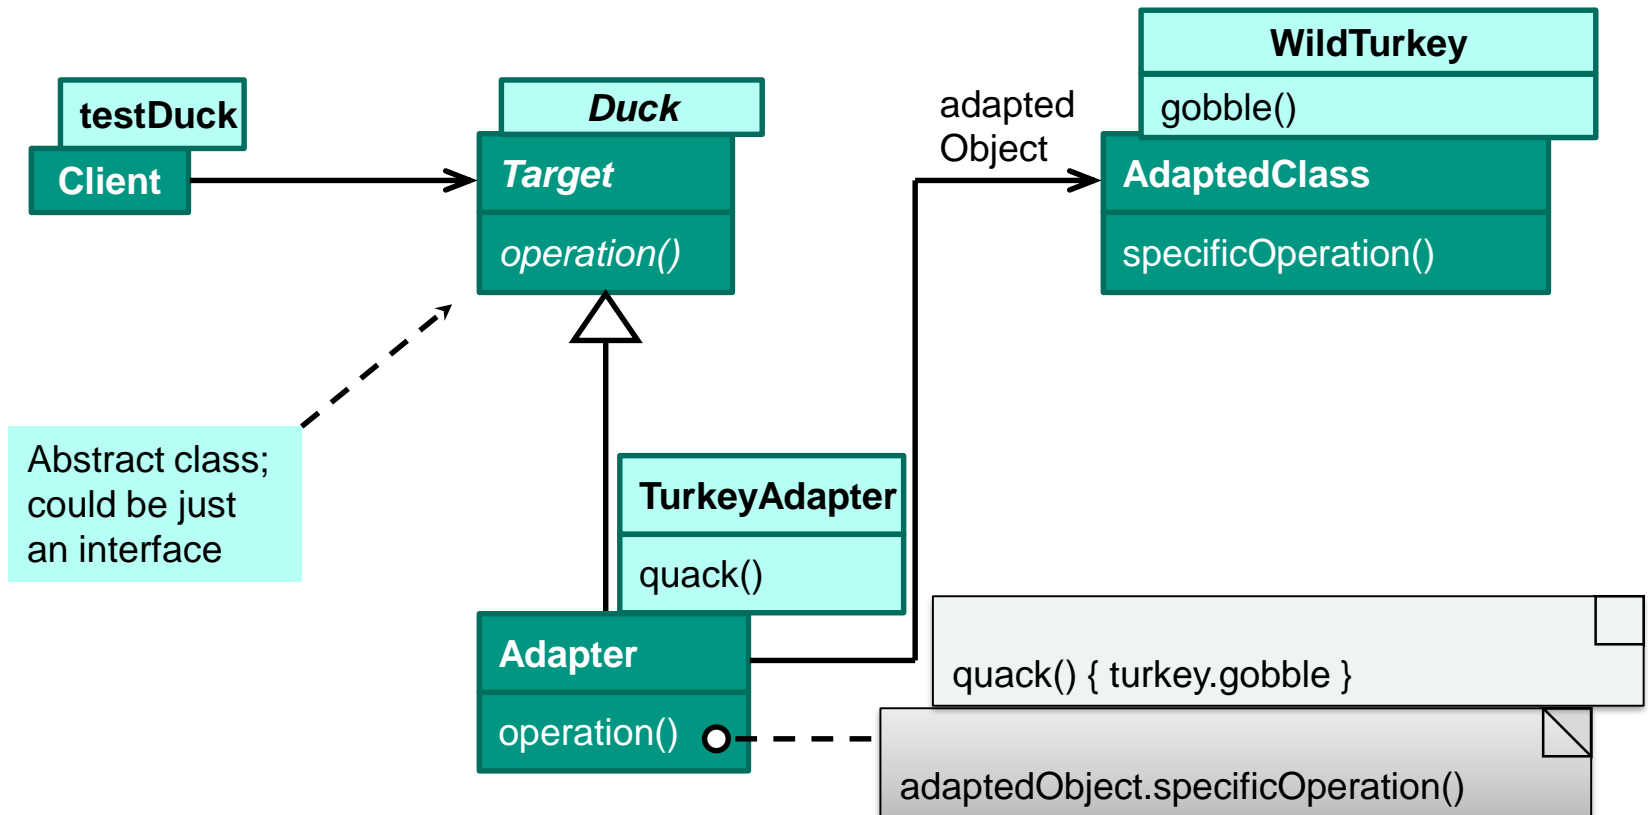 WildTurkey
gobble()
testDuck
Duck
adapted
Object
Client
Target
AdaptedClass
operation()
specificOperation()
Abstract class;
could be just
an interface
TurkeyAdapter
quack()
Adapter
operation()
quack() { turkey.gobble }
adaptedObject.specificOperation()